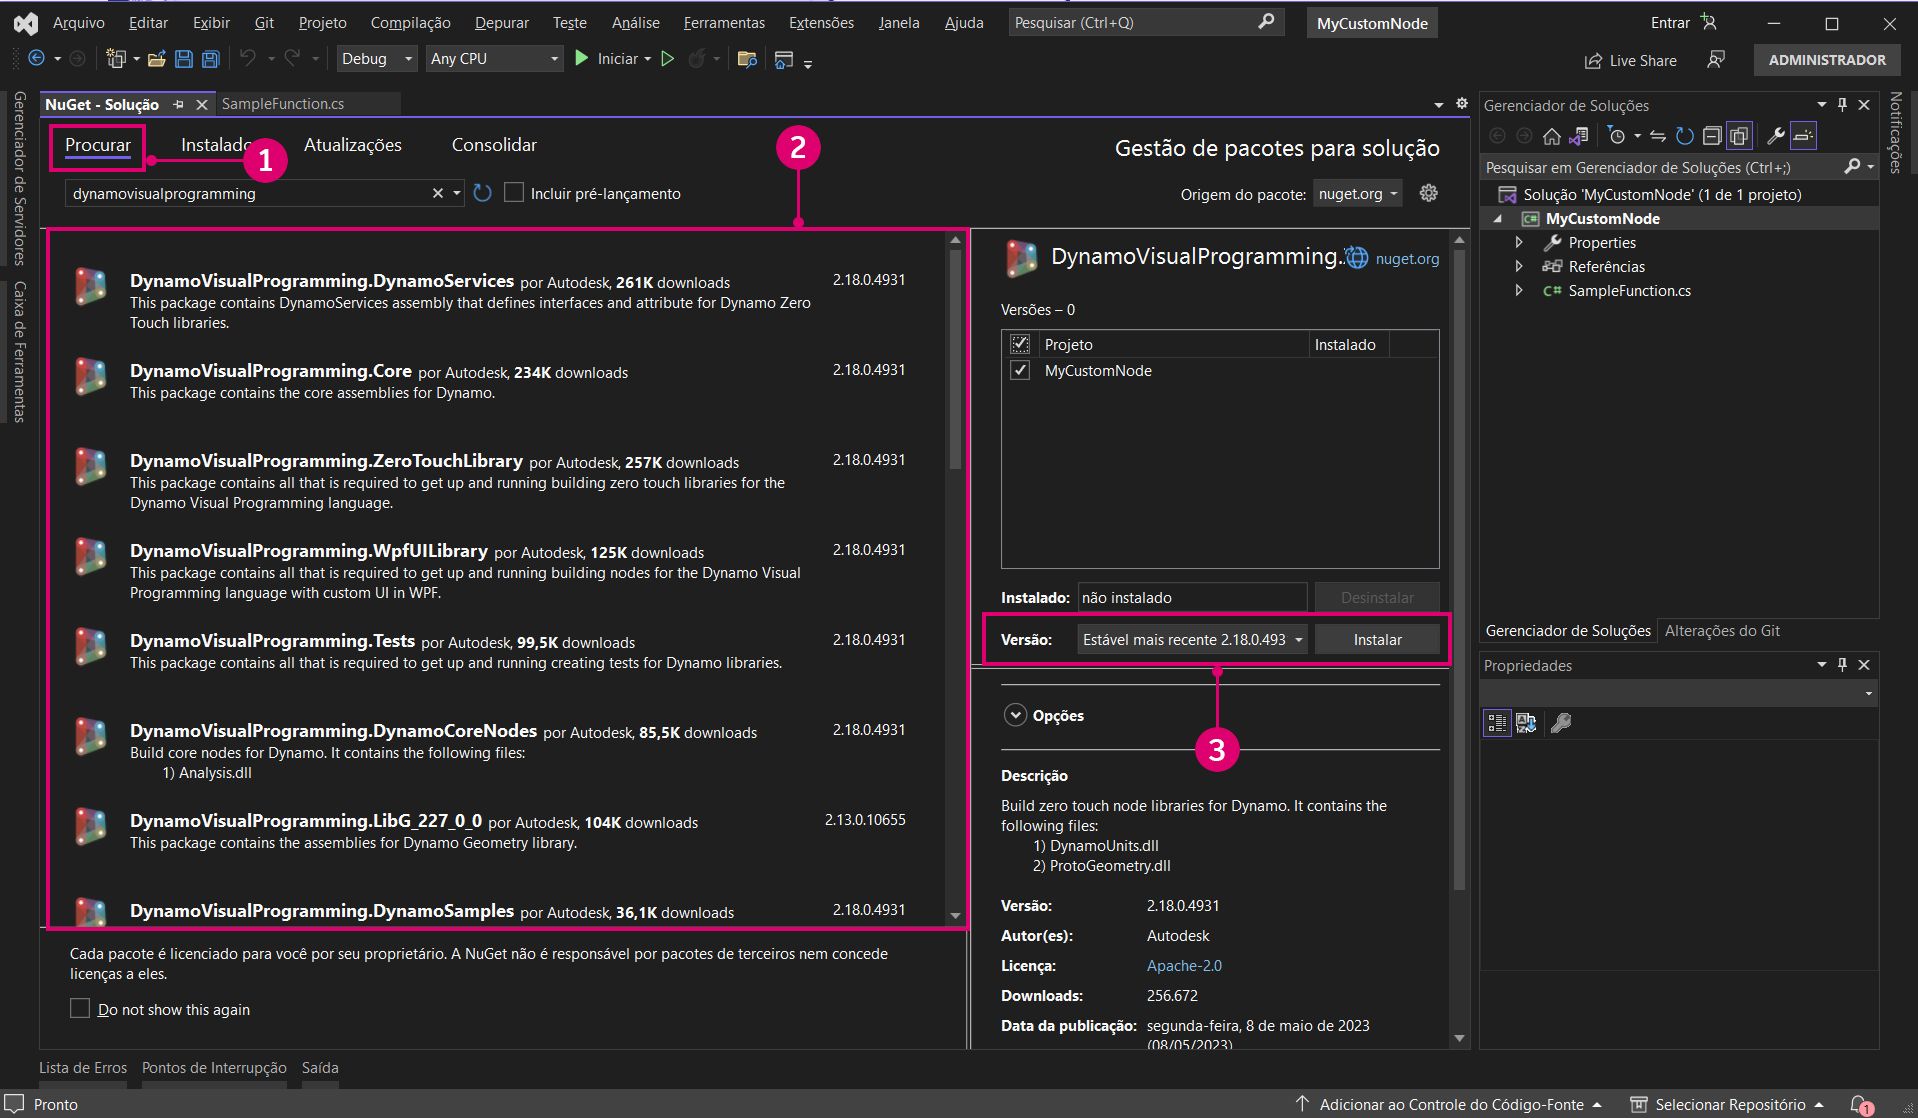 Arquivo Editar Exibir Git Projeto Compilação Depurar Teste Análise Ferramentas Extensões Janela Ajuda Pesquisar (Ctrl+Q) MyCustomNode Entrar
Debug Any CPU Iniciar Live Share ADMINISTRADOR
Gerenciador de Servidores
Caixa de Ferramentas
NuGet - Solução SampleFunction.cs
Procurar Instalado Atualizações Consolidar
1
2
Gestão de pacotes para solução
dynamovisualprogramming Incluir pré-lançamento
Origem do pacote: nuget.org
DynamoVisualProgramming.DynamoServices por Autodesk, 261K downloads 2.18.0.4931
This package contains DynamoServices assembly that defines interfaces and attribute for Dynamo Zero
Touch libraries.
DynamoVisualProgramming.Core por Autodesk, 234K downloads 2.18.0.4931
This package contains the core assemblies for Dynamo.
DynamoVisualProgramming.ZeroTouchLibrary por Autodesk, 257K downloads 2.18.0.4931
This package contains all that is required to get up and running building zero touch libraries for the
Dynamo Visual Programming language.
DynamoVisualProgramming.WpfUILibrary por Autodesk, 125K downloads 2.18.0.4931
This package contains all that is required to get up and running building nodes for the Dynamo Visual
Programming language with custom UI in WPF.
DynamoVisualProgramming.Tests por Autodesk, 99,5K downloads 2.18.0.4931
This package contains all that is required to get up and running creating tests for Dynamo libraries.
DynamoVisualProgramming.DynamoCoreNodes por Autodesk, 85,5K downloads 2.18.0.4931
Build core nodes for Dynamo. It contains the following files:
1) Analysis.dll
DynamoVisualProgramming.LibG_227_0_0 por Autodesk, 104K downloads 2.13.0.10655
This package contains the assemblies for Dynamo Geometry library.
DynamoVisualProgramming.DynamoSamples por Autodesk, 36,1K downloads 2.18.0.4931
Cada pacote é licenciado para você por seu proprietário. A NuGet não é responsável por pacotes de terceiros nem concede
licenças a eles.
Do not show this again
DynamoVisualProgramming. nuget.org
Versões – 0
Projeto Instalado
MyCustomNode
Instalado: não instalado Desinstalar
Versão: Estável mais recente 2.18.0.493 Instalar
Opções
3
Descrição
Build zero touch node libraries for Dynamo. It contains the
following files:
1) DynamoUnits.dll
2) ProtoGeometry.dll
Versão: 2.18.0.4931
Autor(es): Autodesk
Licença: Apache-2.0
Downloads: 256.672
Data da publicação: segunda-feira, 8 de maio de 2023
(08/05/2023)
Gerenciador de Soluções
Pesquisar em Gerenciador de Soluções (Ctrl+;)
Solução 'MyCustomNode' (1 de 1 projeto)
C# MyCustomNode
Properties
Referências
C# SampleFunction.cs
Gerenciador de Soluções Alterações do Git
Propriedades
Notificações
Lista de Erros Pontos de Interrupção Saída
Pronto Adicionar ao Controle do Código-Fonte Selecionar Repositório 1